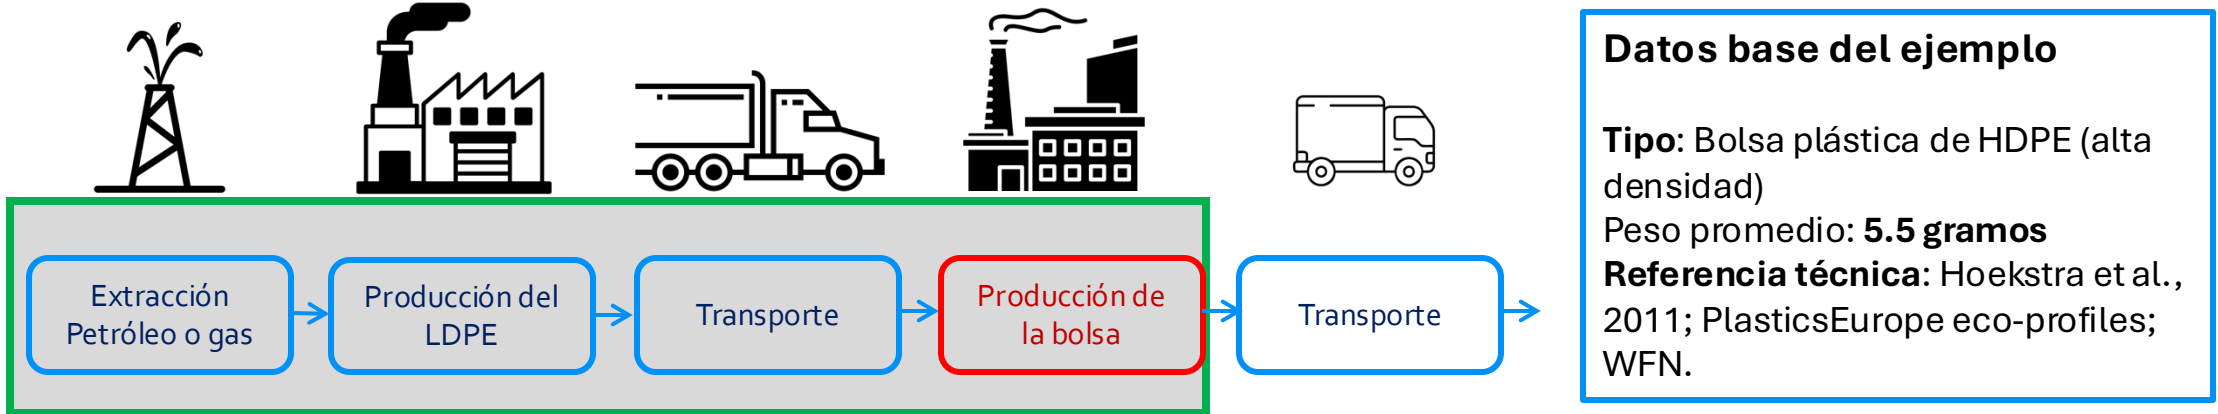 Extracción
Petróleo o gas
Producción del
LDPE
Transporte
Producción de
la bolsa
Transporte
Datos base del ejemplo
Tipo: Bolsa plástica de HDPE (alta
densidad)
Peso promedio: 5.5 gramos
Referencia técnica: Hoekstra et al.,
2011; PlasticsEurope eco-profiles;
WFN.